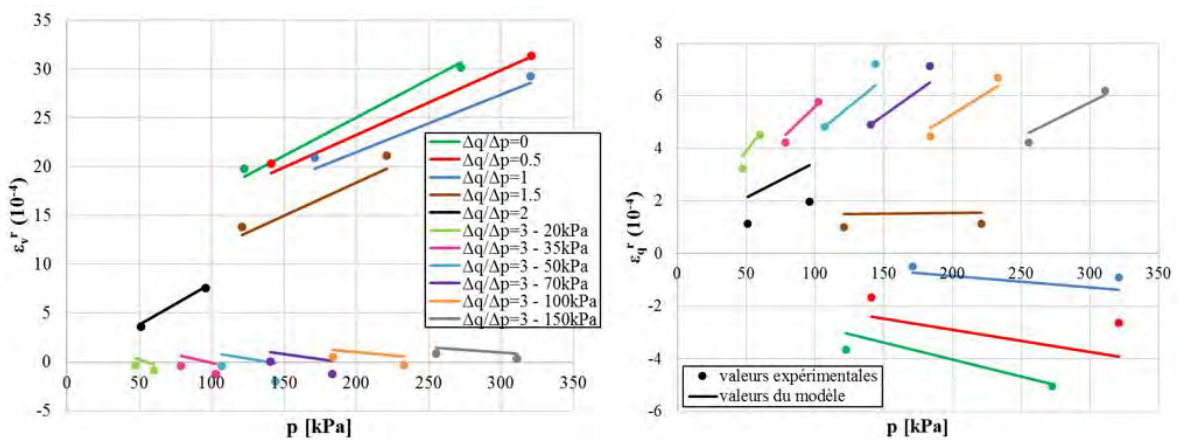 35
30
25
20
15
10
5
0
-5
0 50 100 150 200 250 300 350
εᵥʳ (10⁻⁴)
p [kPa]
Δq/Δp=0
Δq/Δp=0.5
Δq/Δp=1
Δq/Δp=1.5
Δq/Δp=2
Δq/Δp=3 - 20kPa
Δq/Δp=3 - 35kPa
Δq/Δp=3 - 50kPa
Δq/Δp=3 - 70kPa
Δq/Δp=3 - 100kPa
Δq/Δp=3 - 150kPa
8
6
4
2
0
-2
-4
-6
0 50 100 150 200 250 300 350
ε_qʳ (10⁻⁴)
valeurs expérimentales
valeurs du modèle
p [kPa]